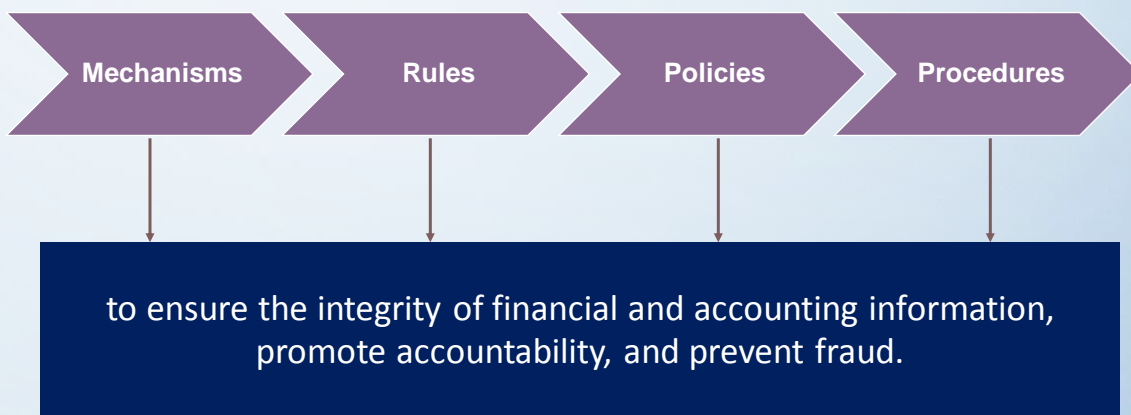 Mechanisms
Rules
Policies
Procedures
to ensure the integrity of financial and accounting information,
promote accountability, and prevent fraud.